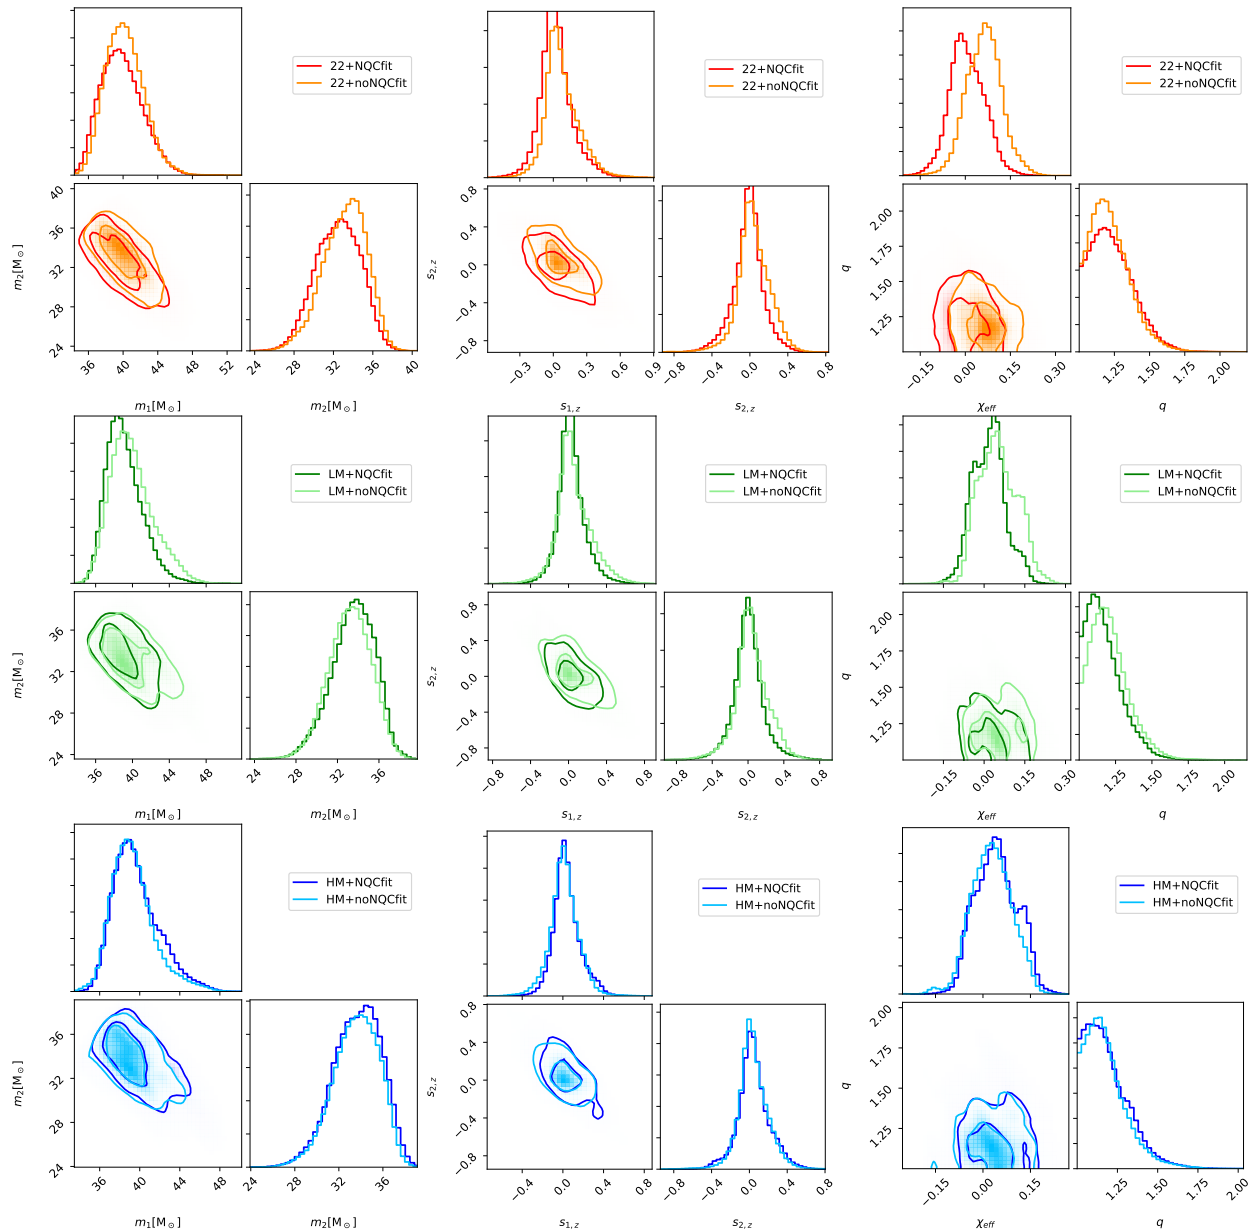 22+NQCfit
22+noNQCfit
22+NQCfit
22+noNQCfit
22+NQCfit
22+noNQCfit
m₂[M⊙]
40
36
32
28
24
s₂,z
0.8
0.4
0.0
−0.4
−0.8
q
2.00
1.75
1.50
1.25
36 40 44 48 52
24 28 32 36 40
−0.3 0.0 0.3 0.6 0.9
−0.8 −0.4 0.0 0.4 0.8
−0.15 0.00 0.15 0.30
1.25 1.50 1.75 2.00
m₁[M⊙] m₂[M⊙] s₁,z s₂,z χeff q
LM+NQCfit
LM+noNQCfit
LM+NQCfit
LM+noNQCfit
LM+NQCfit
LM+noNQCfit
m₂[M⊙]
36
32
28
24
s₂,z
0.8
0.4
0.0
−0.4
−0.8
q
2.00
1.75
1.50
1.25
36 40 44 48
24 28 32 36
−0.8 −0.4 0.0 0.4 0.8
−0.8 −0.4 0.0 0.4 0.8
−0.15 0.00 0.15 0.30
1.25 1.50 1.75 2.00
m₁[M⊙] m₂[M⊙] s₁,z s₂,z χeff q
HM+NQCfit
HM+noNQCfit
HM+NQCfit
HM+noNQCfit
HM+NQCfit
HM+noNQCfit
m₂[M⊙]
36
32
28
24
s₂,z
0.8
0.4
0.0
−0.4
−0.8
q
2.00
1.75
1.50
1.25
36 40 44 48
24 28 32 36
−0.4 0.0 0.4 0.8
−0.8 −0.4 0.0 0.4 0.8
−0.15 0.00 0.15
1.25 1.50 1.75 2.00
m₁[M⊙] m₂[M⊙] s₁,z s₂,z χeff q